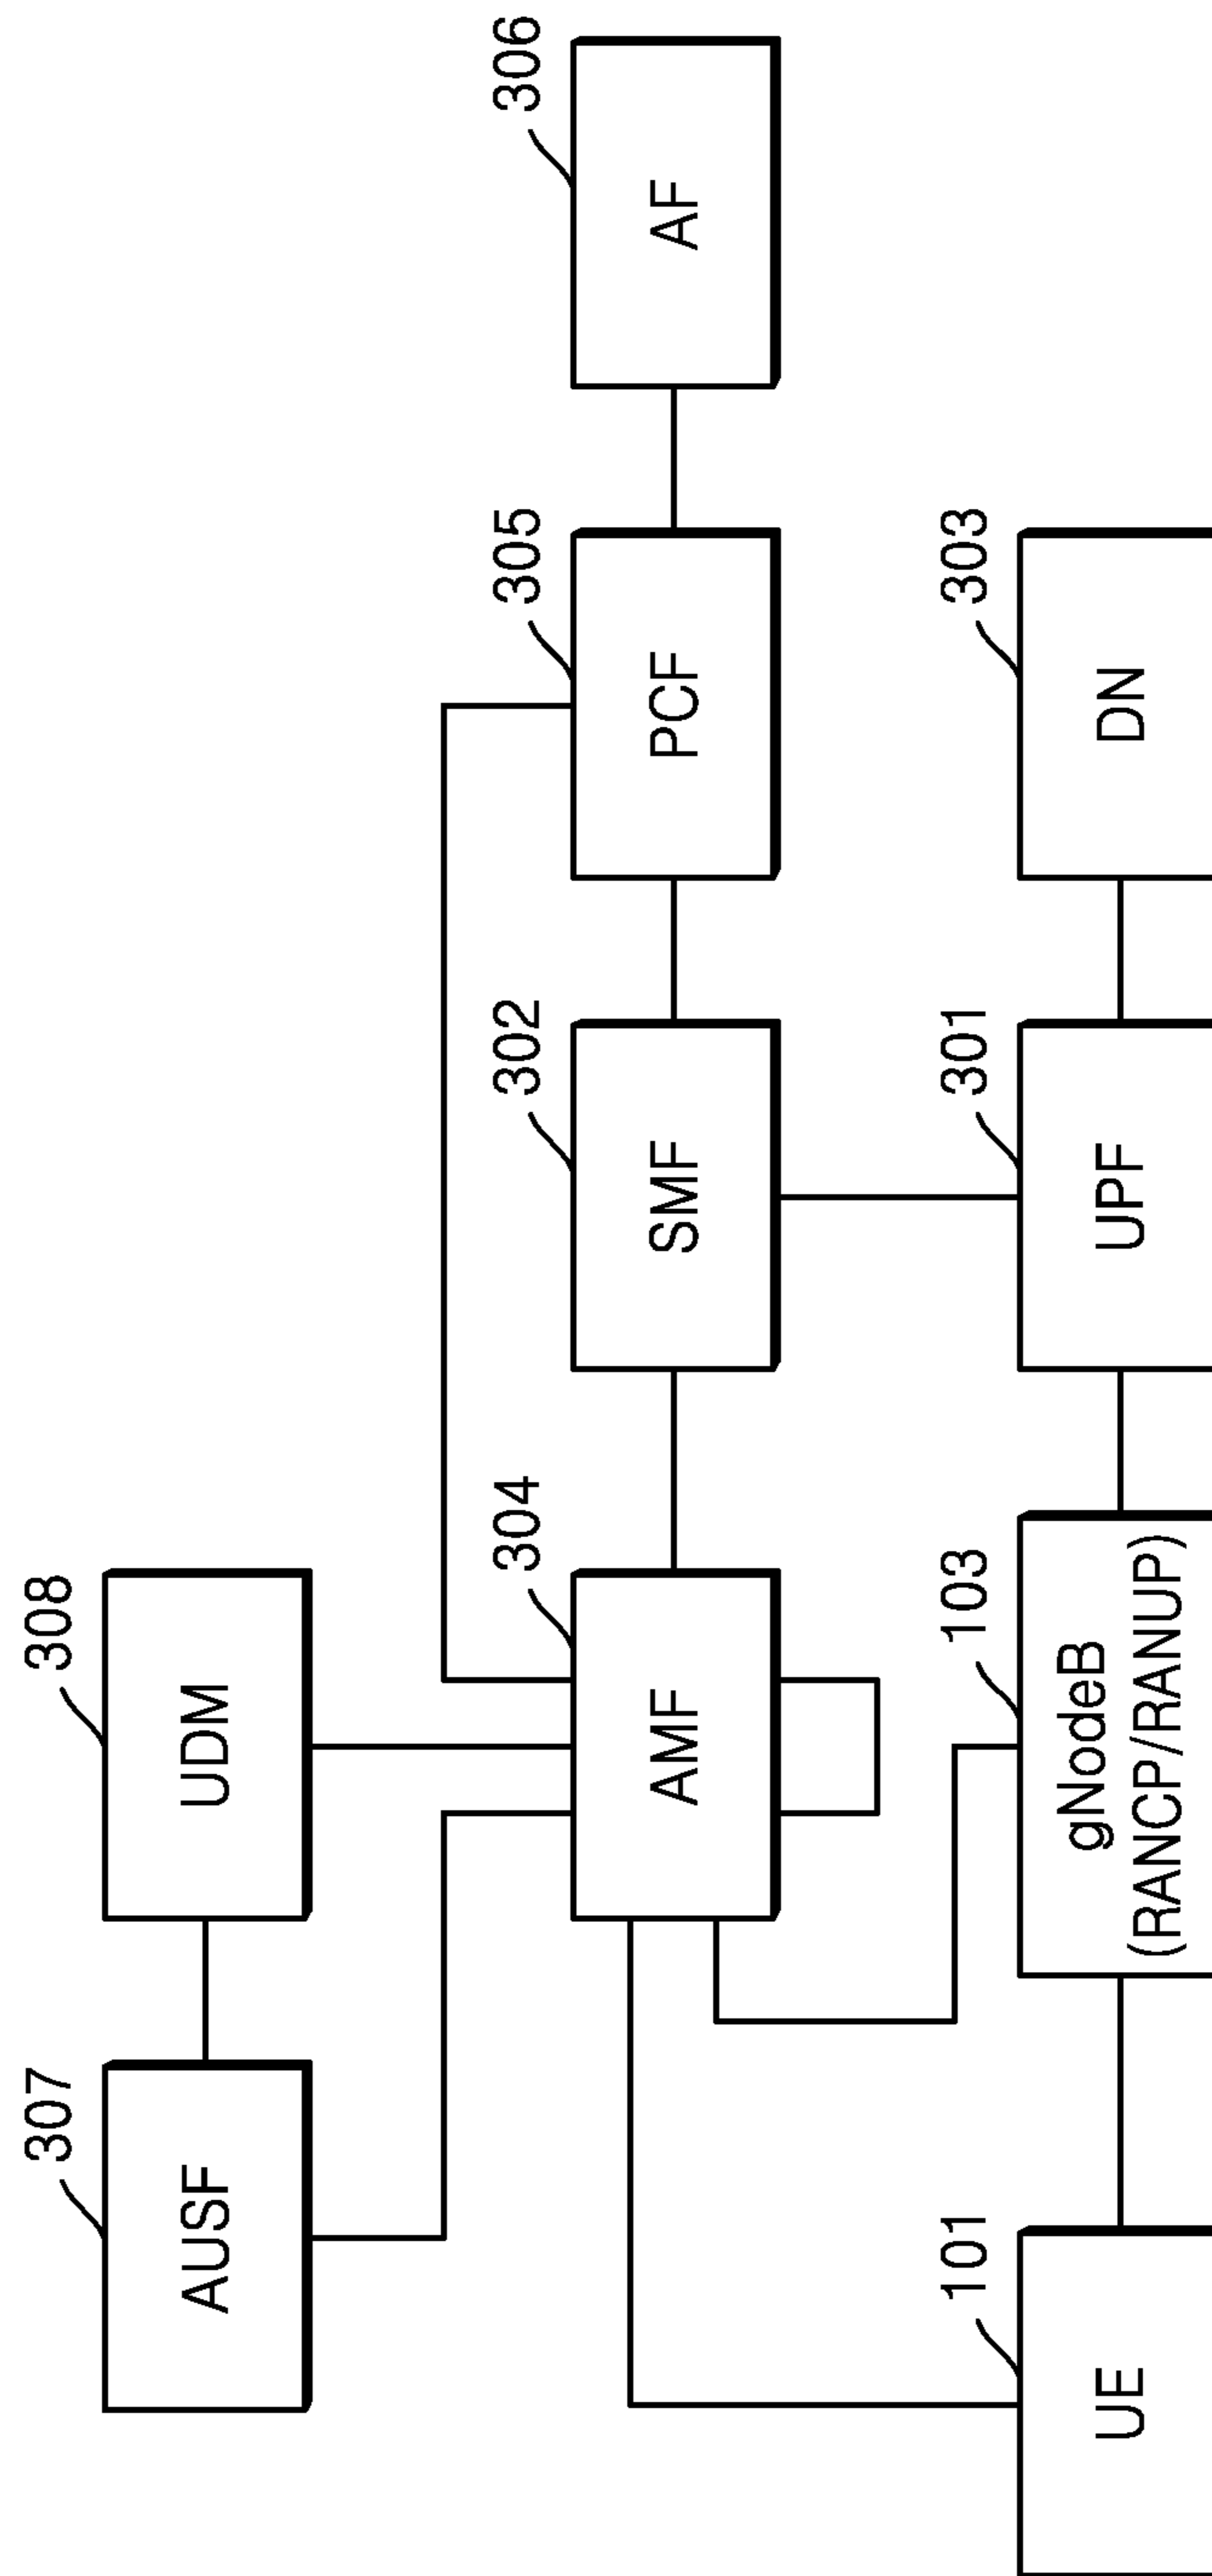 307
308
AUSF
UDM
304
302
305
306
AMF
SMF
PCF
AF
101
103
301
303
UE
gNodeB
(RANCP/RANUP)
UPF
DN